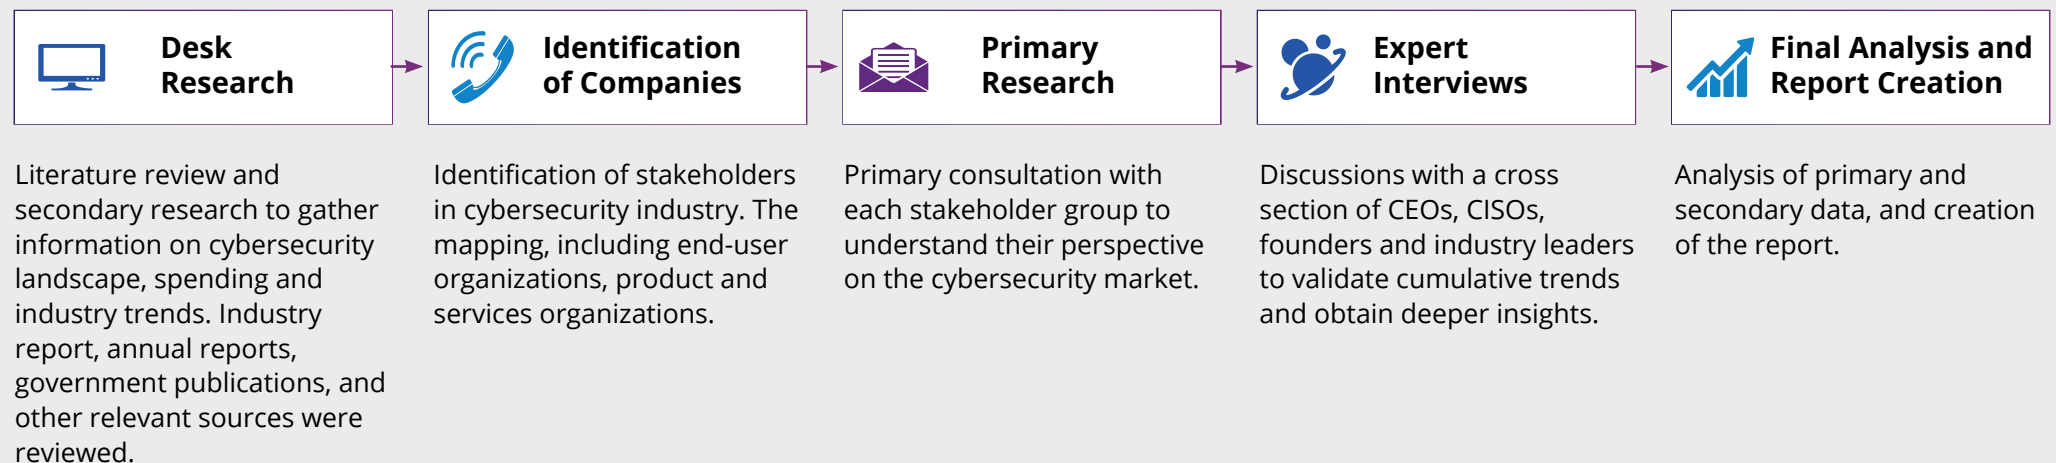 Desk
Research
Identification
of Companies
Primary
Research
Expert
Interviews
Final Analysis and
Report Creation
Literature review and
secondary research to gather
information on cybersecurity
landscape, spending and
industry trends. Industry
report, annual reports,
government publications, and
other relevant sources were
reviewed.
Identification of stakeholders
in cybersecurity industry. The
mapping, including end-user
organizations, product and
services organizations.
Primary consultation with
each stakeholder group to
understand their perspective
on the cybersecurity market.
Discussions with a cross
section of CEOs, CISOs,
founders and industry leaders
to validate cumulative trends
and obtain deeper insights.
Analysis of primary and
secondary data, and creation
of the report.